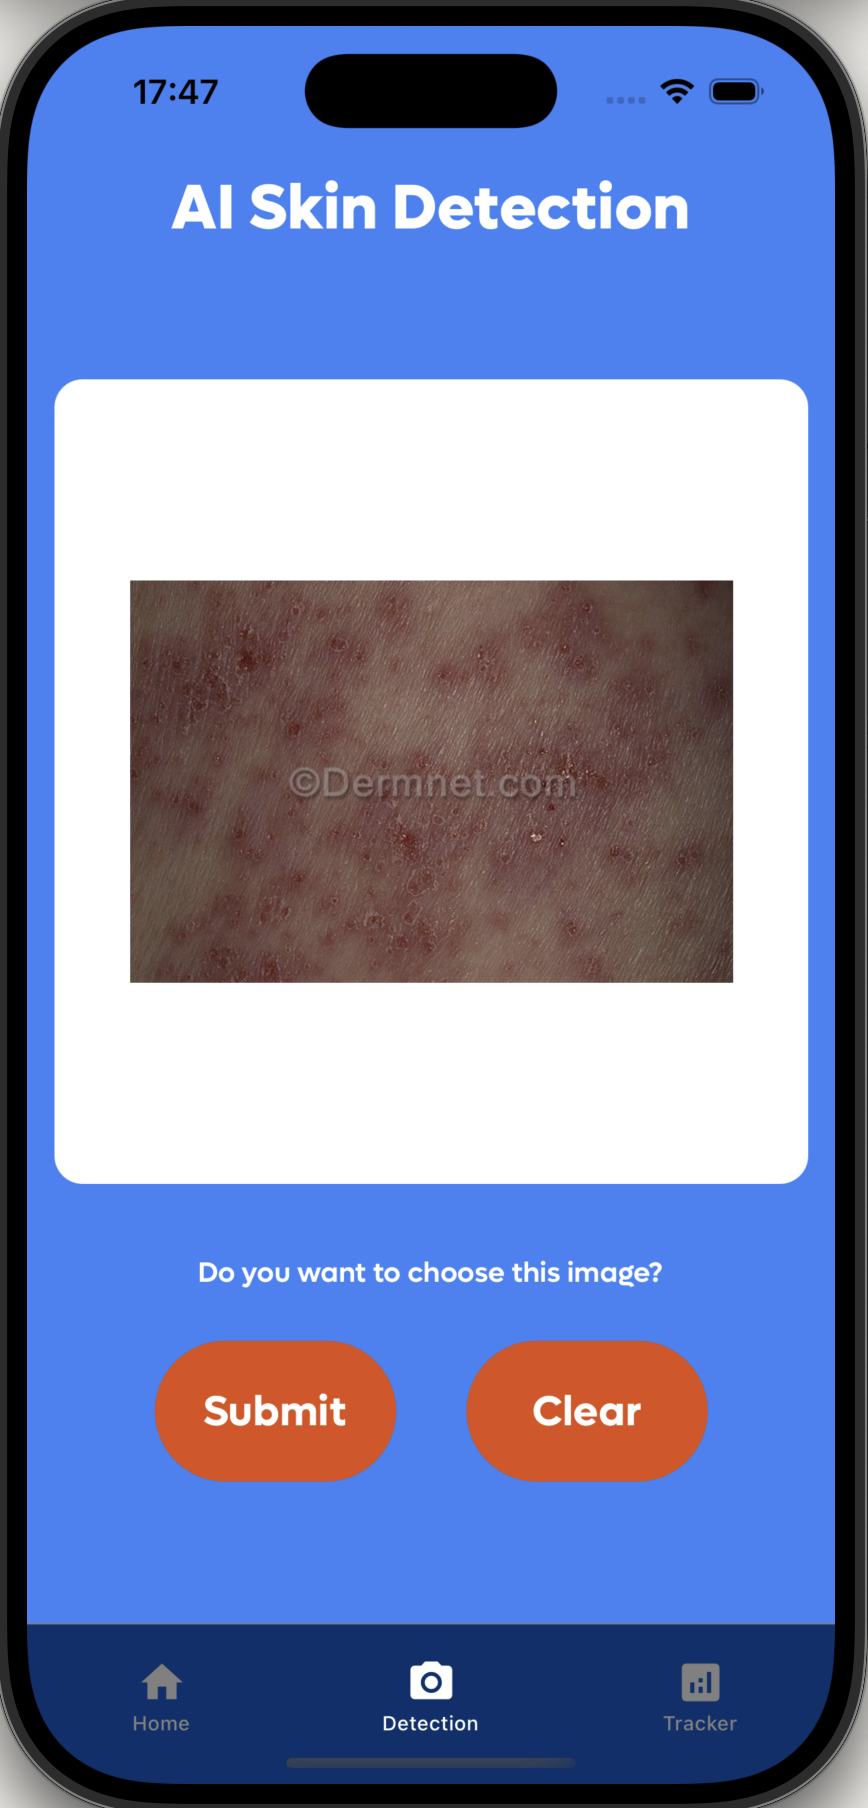 17:47
AI Skin Detection
©Dermnet.com
Do you want to choose this image?
Submit
Clear
Home
Detection
Tracker